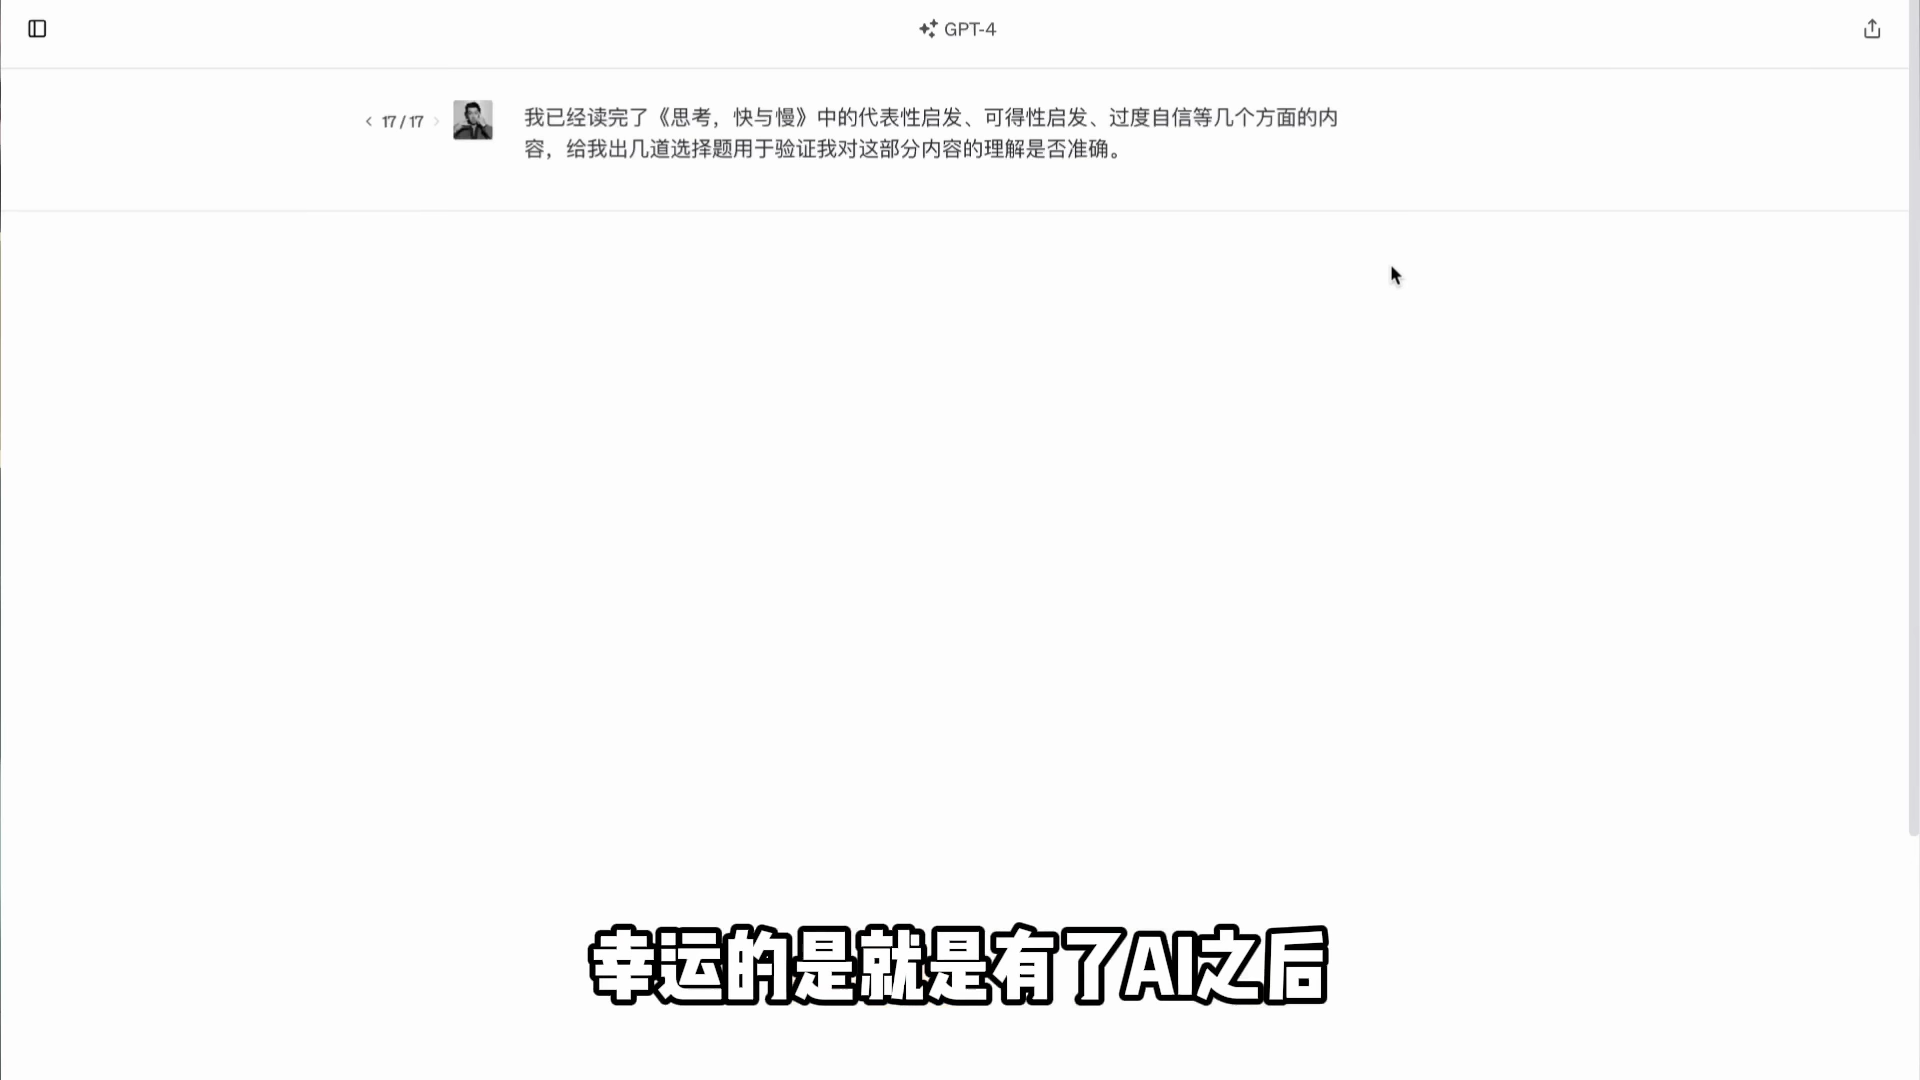 GPT-4
17 / 17
我已经读完了《思考，快与慢》中的代表性启发、可得性启发、过度自信等几个方面的内
容，给我出几道选择题用于验证我对这部分内容的理解是否准确。
幸运的是就是有了AI之后